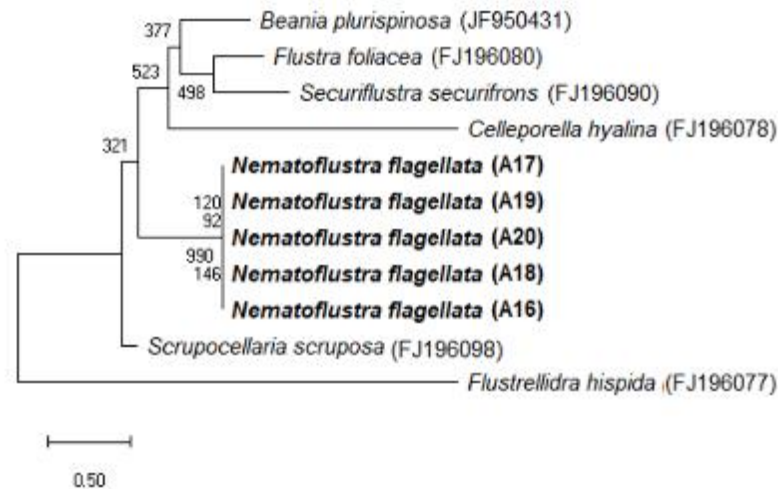 377
Beania plurispinosa (JF950431)
523
Flustra foliacea (FJ196080)
498
Securiflustra securifrons (FJ196090)
Celleporella hyalina (FJ196078)
321
Nematoflustra flagellata (A17)
120
Nematoflustra flagellata (A19)
92
Nematoflustra flagellata (A20)
990
146
Nematoflustra flagellata (A18)
Nematoflustra flagellata (A16)
Scrupocellaria scruposa (FJ196098)
Flustrellidra hispida (FJ196077)
0.50